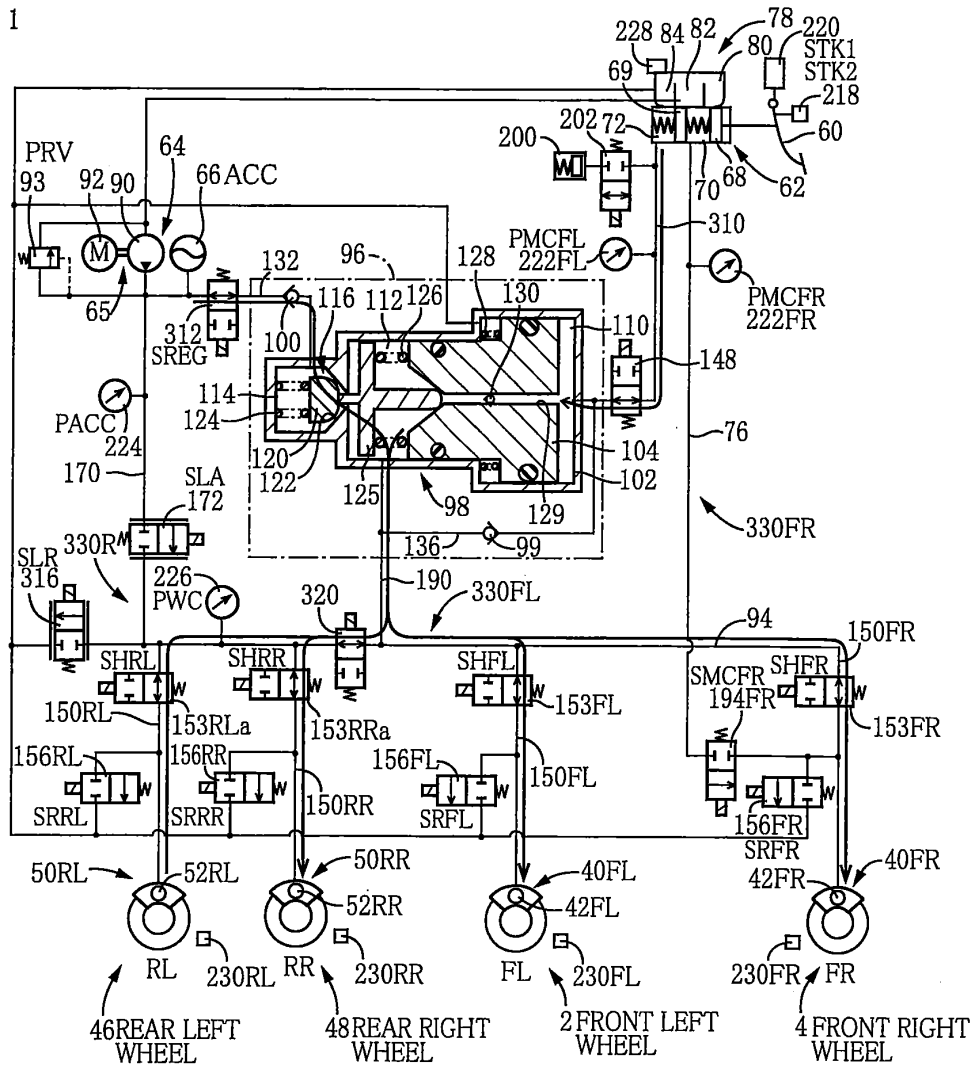 1
78
228
84
82
80
220
STK1
STK2
218
69
202
72
200
60
70
68
62
PRV
93
92
90
64
66ACC
M
65
310
PMCFL
222FL
PMCFR
222FR
96
132
116
112
126
128
130
110
148
100
312
SREG
114
124
PACC
224
120
122
125
98
129
104
102
76
170
SLA
172
136
99
330FR
190
330R
SLR
316
226
PWC
320
330FL
94
150FR
SHRL
SHRR
SHFL
SMCFR
194FR
SHFR
150RL
153RLa
153RRa
153FL
153FR
156RL
156RR
156FL
150RR
150FL
SRRL
SRRR
SRFL
156FR
SRFR
50RL
52RL
50RR
52RR
40FL
42FL
42FR
40FR
RL
230RL
RR
230RR
FL
230FL
230FR
FR
46REAR LEFT
WHEEL
48REAR RIGHT
WHEEL
2 FRONT LEFT
WHEEL
4 FRONT RIGHT
WHEEL